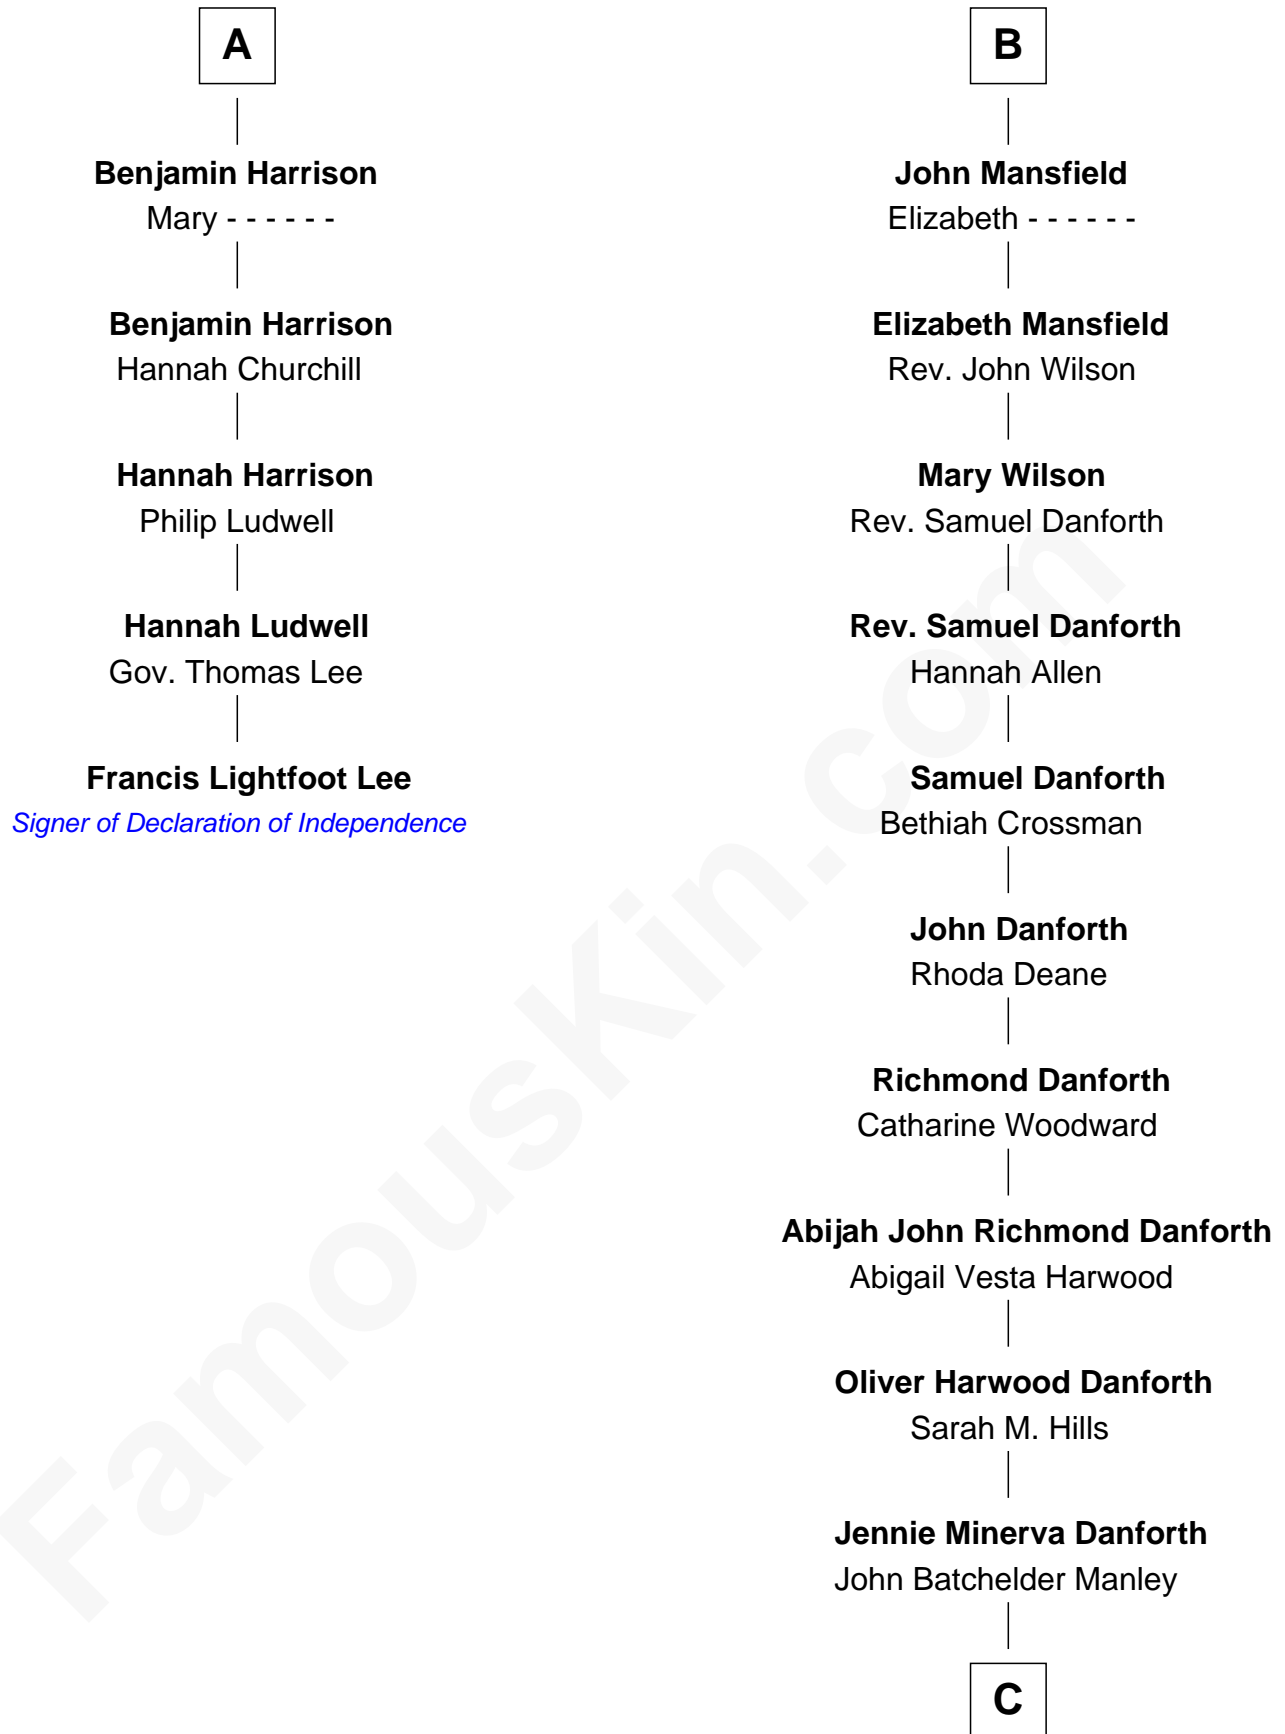 A
Benjamin Harrison
Mary - - - - - -
Benjamin Harrison
Hannah Churchill
Hannah Harrison
Philip Ludwell
Hannah Ludwell
Gov. Thomas Lee
Francis Lightfoot Lee
Signer of Declaration of Independence
B
John Mansfield
Elizabeth - - - - - -
Elizabeth Mansfield
Rev. John Wilson
Mary Wilson
Rev. Samuel Danforth
Rev. Samuel Danforth
Hannah Allen
Samuel Danforth
Bethiah Crossman
John Danforth
Rhoda Deane
Richmond Danforth
Catharine Woodward
Abijah John Richmond Danforth
Abigail Vesta Harwood
Oliver Harwood Danforth
Sarah M. Hills
Jennie Minerva Danforth
John Batchelder Manley
C
FamousKin.com